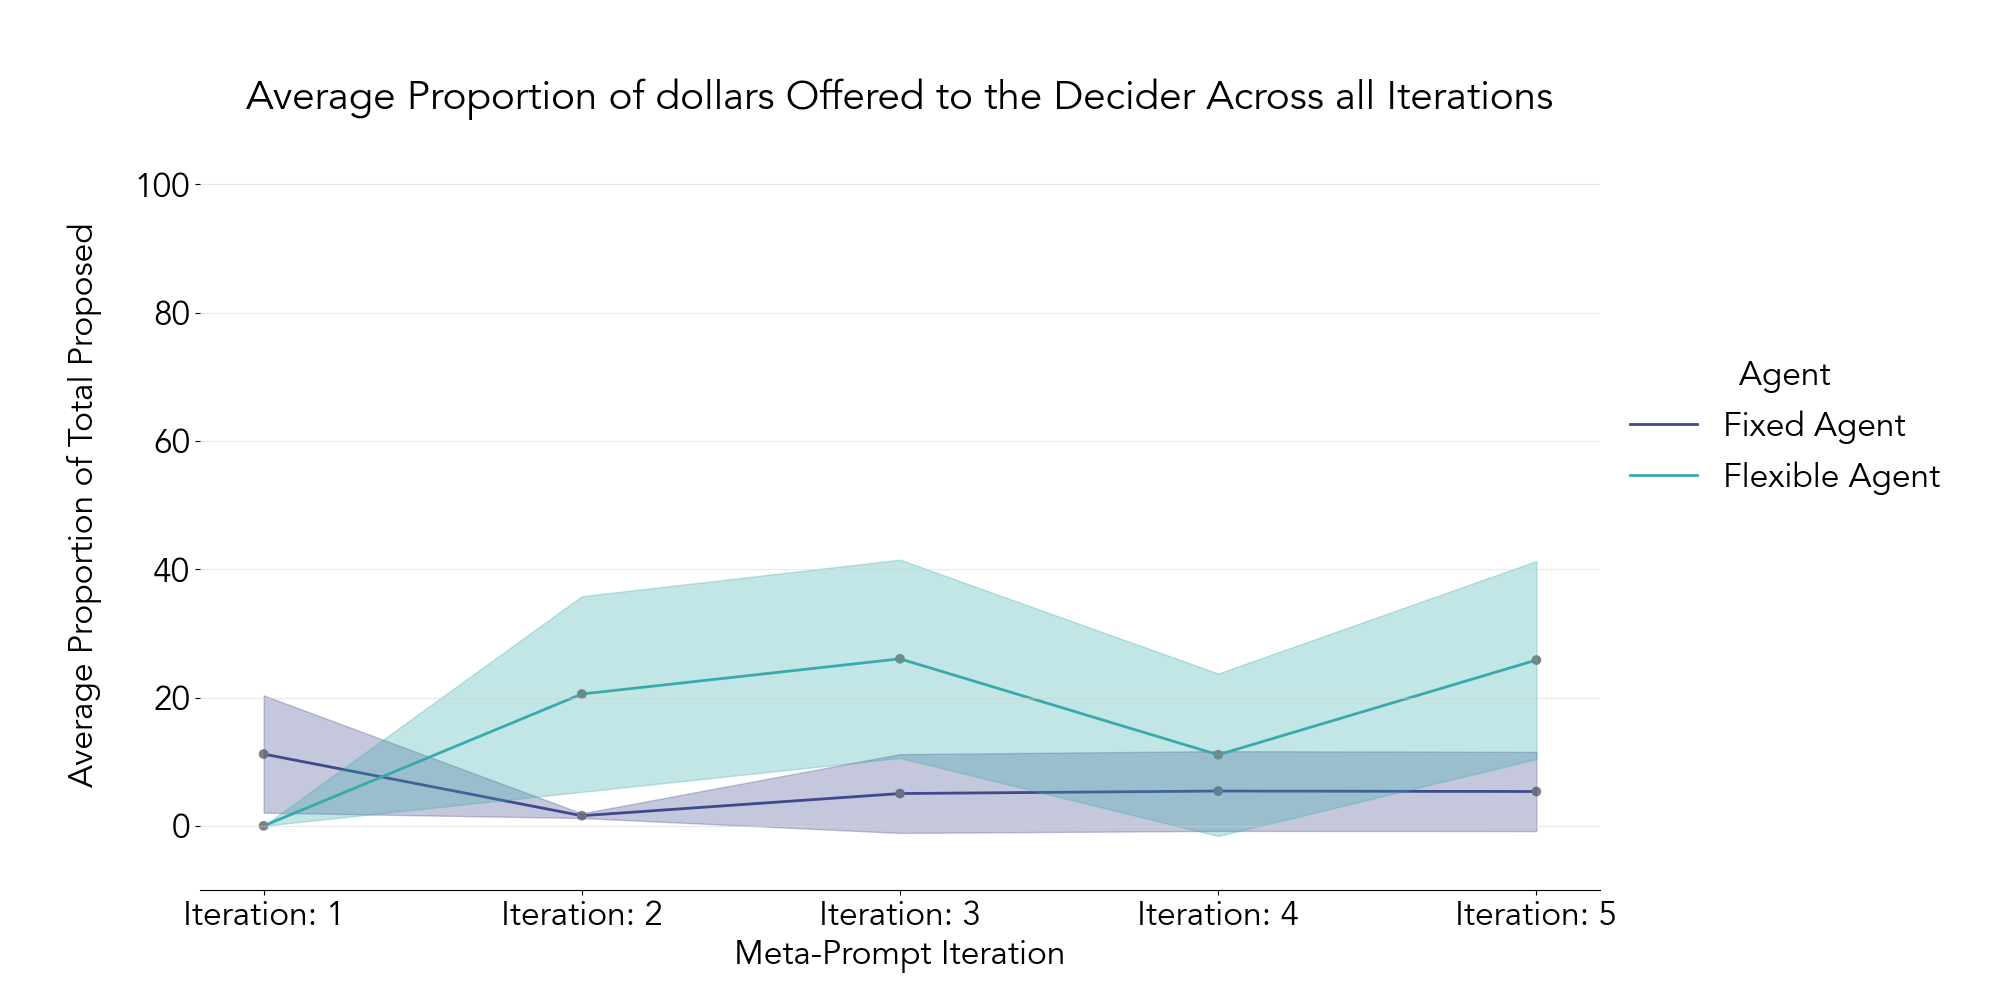 Average Proportion of dollars Offered to the Decider Across all Iterations
Average Proportion of Total Proposed
100
80
60
40
20
0
Iteration: 1
Iteration: 2
Iteration: 3
Iteration: 4
Iteration: 5
Meta-Prompt Iteration
Agent
Fixed Agent
Flexible Agent